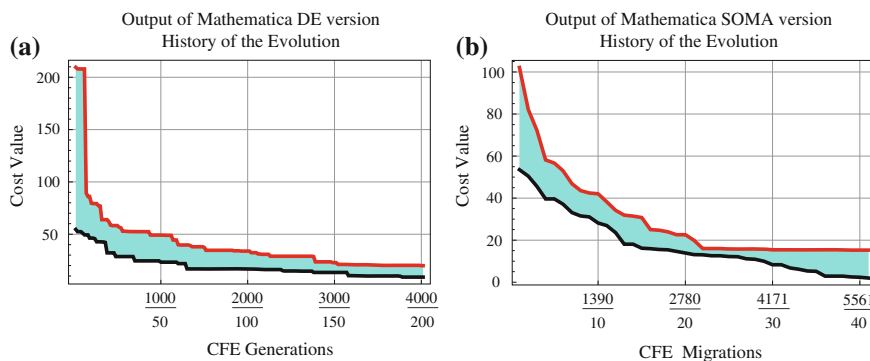 Output of Mathematica DE version
History of the Evolution
(a)
200
150
100
50
Cost Value
1000
50
2000
100
3000
150
4000
200
CFE Generations
Output of Mathematica SOMA version
History of the Evolution
(b)
100
80
60
40
20
0
Cost Value
1390
10
2780
20
4171
30
5561
40
CFE Migrations